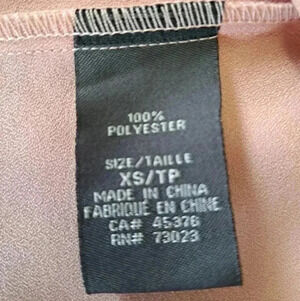 100%
POLYESTER
SIZE/TAILLE
XS/TP
MADE IN CHINA
FABRIQUÉ EN CHINE
CA# 45376
RN# 73023